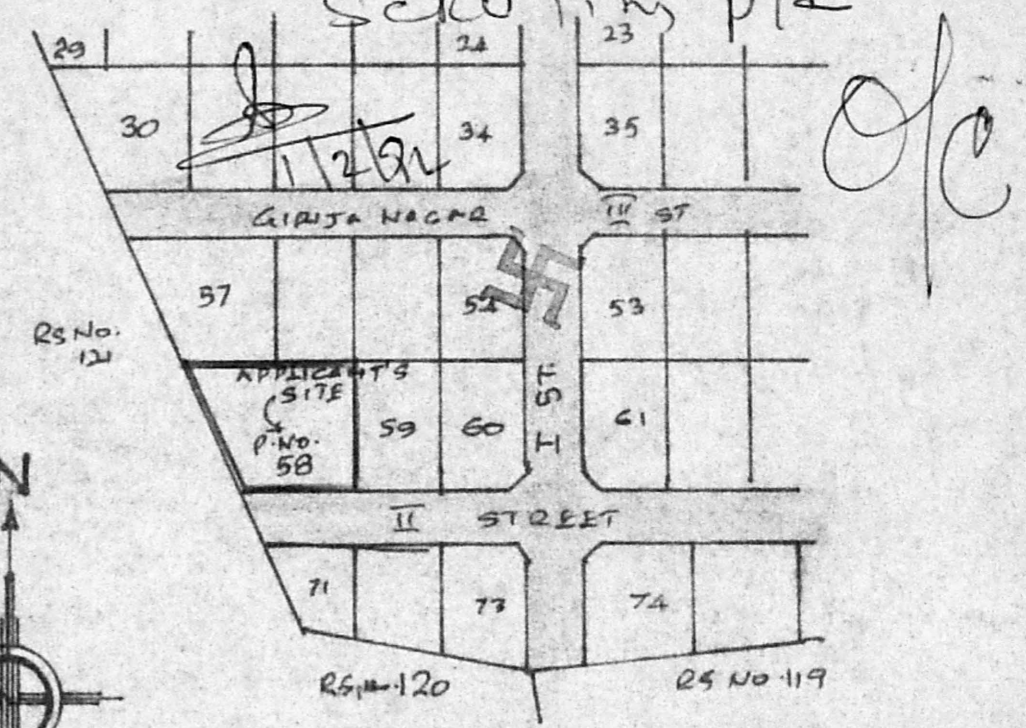 29
24
23
30
34
35
1/2/92
O/C
GIRIJA NAGAR III ST
57
54
53
RS No.
121
APPLICANT'S
SITE
P.NO.
58
59
60
I ST
61
N
II STREET
71
73
74
RS No 120
RS NO 119